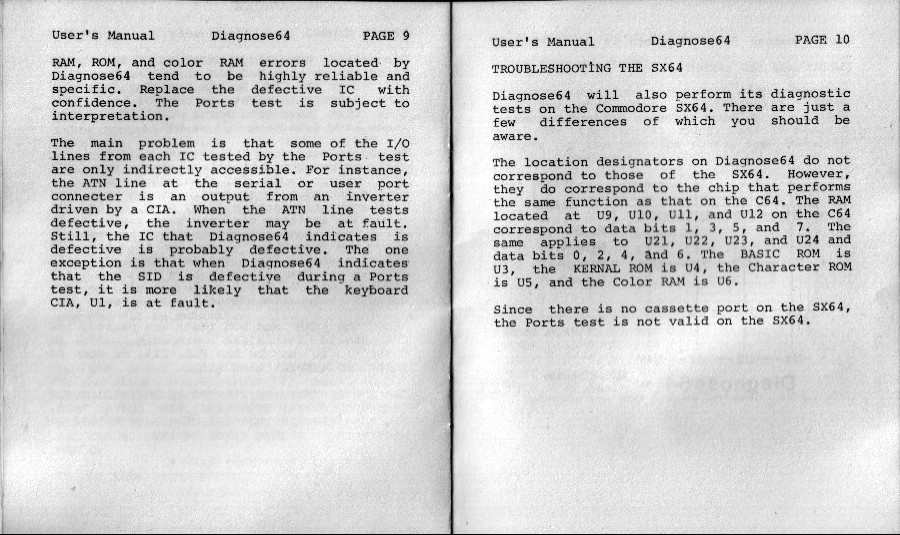 User's Manual Diagnose64 PAGE 9
RAM, ROM, and color RAM errors located by
Diagnose64 tend to be highly reliable and
specific. Replace the defective IC with
confidence. The Ports test is subject to
interpretation.
The main problem is that some of the I/O
lines from each IC tested by the Ports test
are only indirectly accessible. For instance,
the ATN line at the serial or user port
connecter is an output from an inverter
driven by a CIA. When the ATN line tests
defective, the inverter may be at fault.
Still, the IC that Diagnose64 indicates is
defective is probably defective. The one
exception is that when Diagnose64 indicates
that the SID is defective during a Ports
test, it is more likely that the keyboard
CIA, U1, is at fault.
User's Manual Diagnose64 PAGE 10
TROUBLESHOOTING THE SX64
Diagnose64 will also perform its diagnostic
tests on the Commodore SX64. There are just a
few differences of which you should be
aware.
The location designators on Diagnose64 do not
correspond to those of the SX64. However,
they do correspond to the chip that performs
the same function as that on the C64. The RAM
located at U9, U10, U11, and U12 on the C64
correspond to data bits 1, 3, 5, and 7. The
same applies to U21, U22, U23, and U24 and
data bits 0, 2, 4, and 6. The BASIC ROM is
U3, the KERNAL ROM is U4, the Character ROM
is U5, and the Color RAM is U6.
Since there is no cassette port on the SX64,
the Ports test is not valid on the SX64.